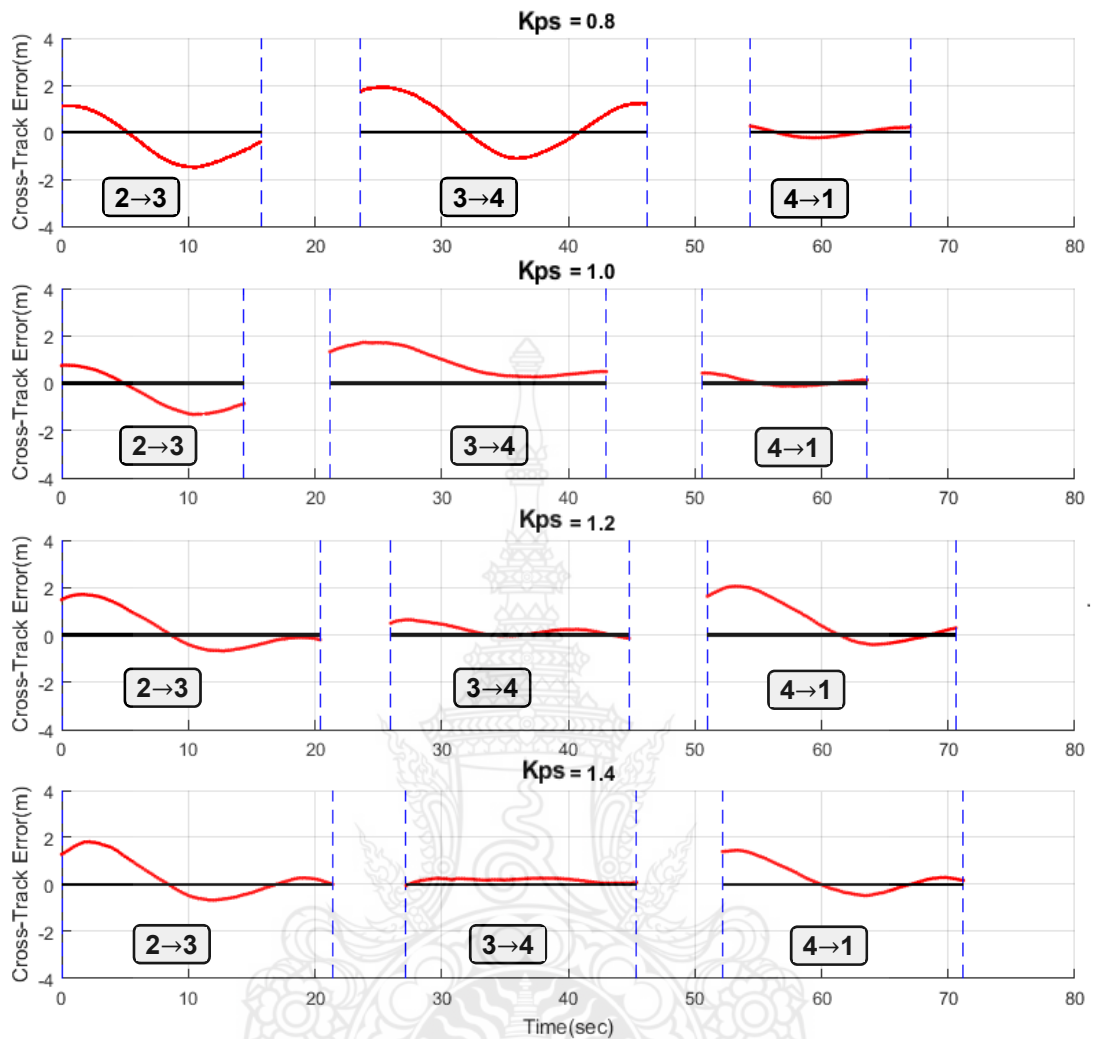 Kps = 0.8
Cross-Track Error(m)
4
2
0
-2
-4
2→3
3→4
4→1
0 10 20 30 40 50 60 70 80
Kps = 1.0
Cross-Track Error(m)
4
2
0
-2
-4
2→3
3→4
4→1
0 10 20 30 40 50 60 70 80
Kps = 1.2
Cross-Track Error(m)
4
2
0
-2
-4
2→3
3→4
4→1
0 10 20 30 40 50 60 70 80
Kps = 1.4
Cross-Track Error(m)
4
2
0
-2
-4
2→3
3→4
4→1
0 10 20 30 40 50 60 70 80
Time(sec)